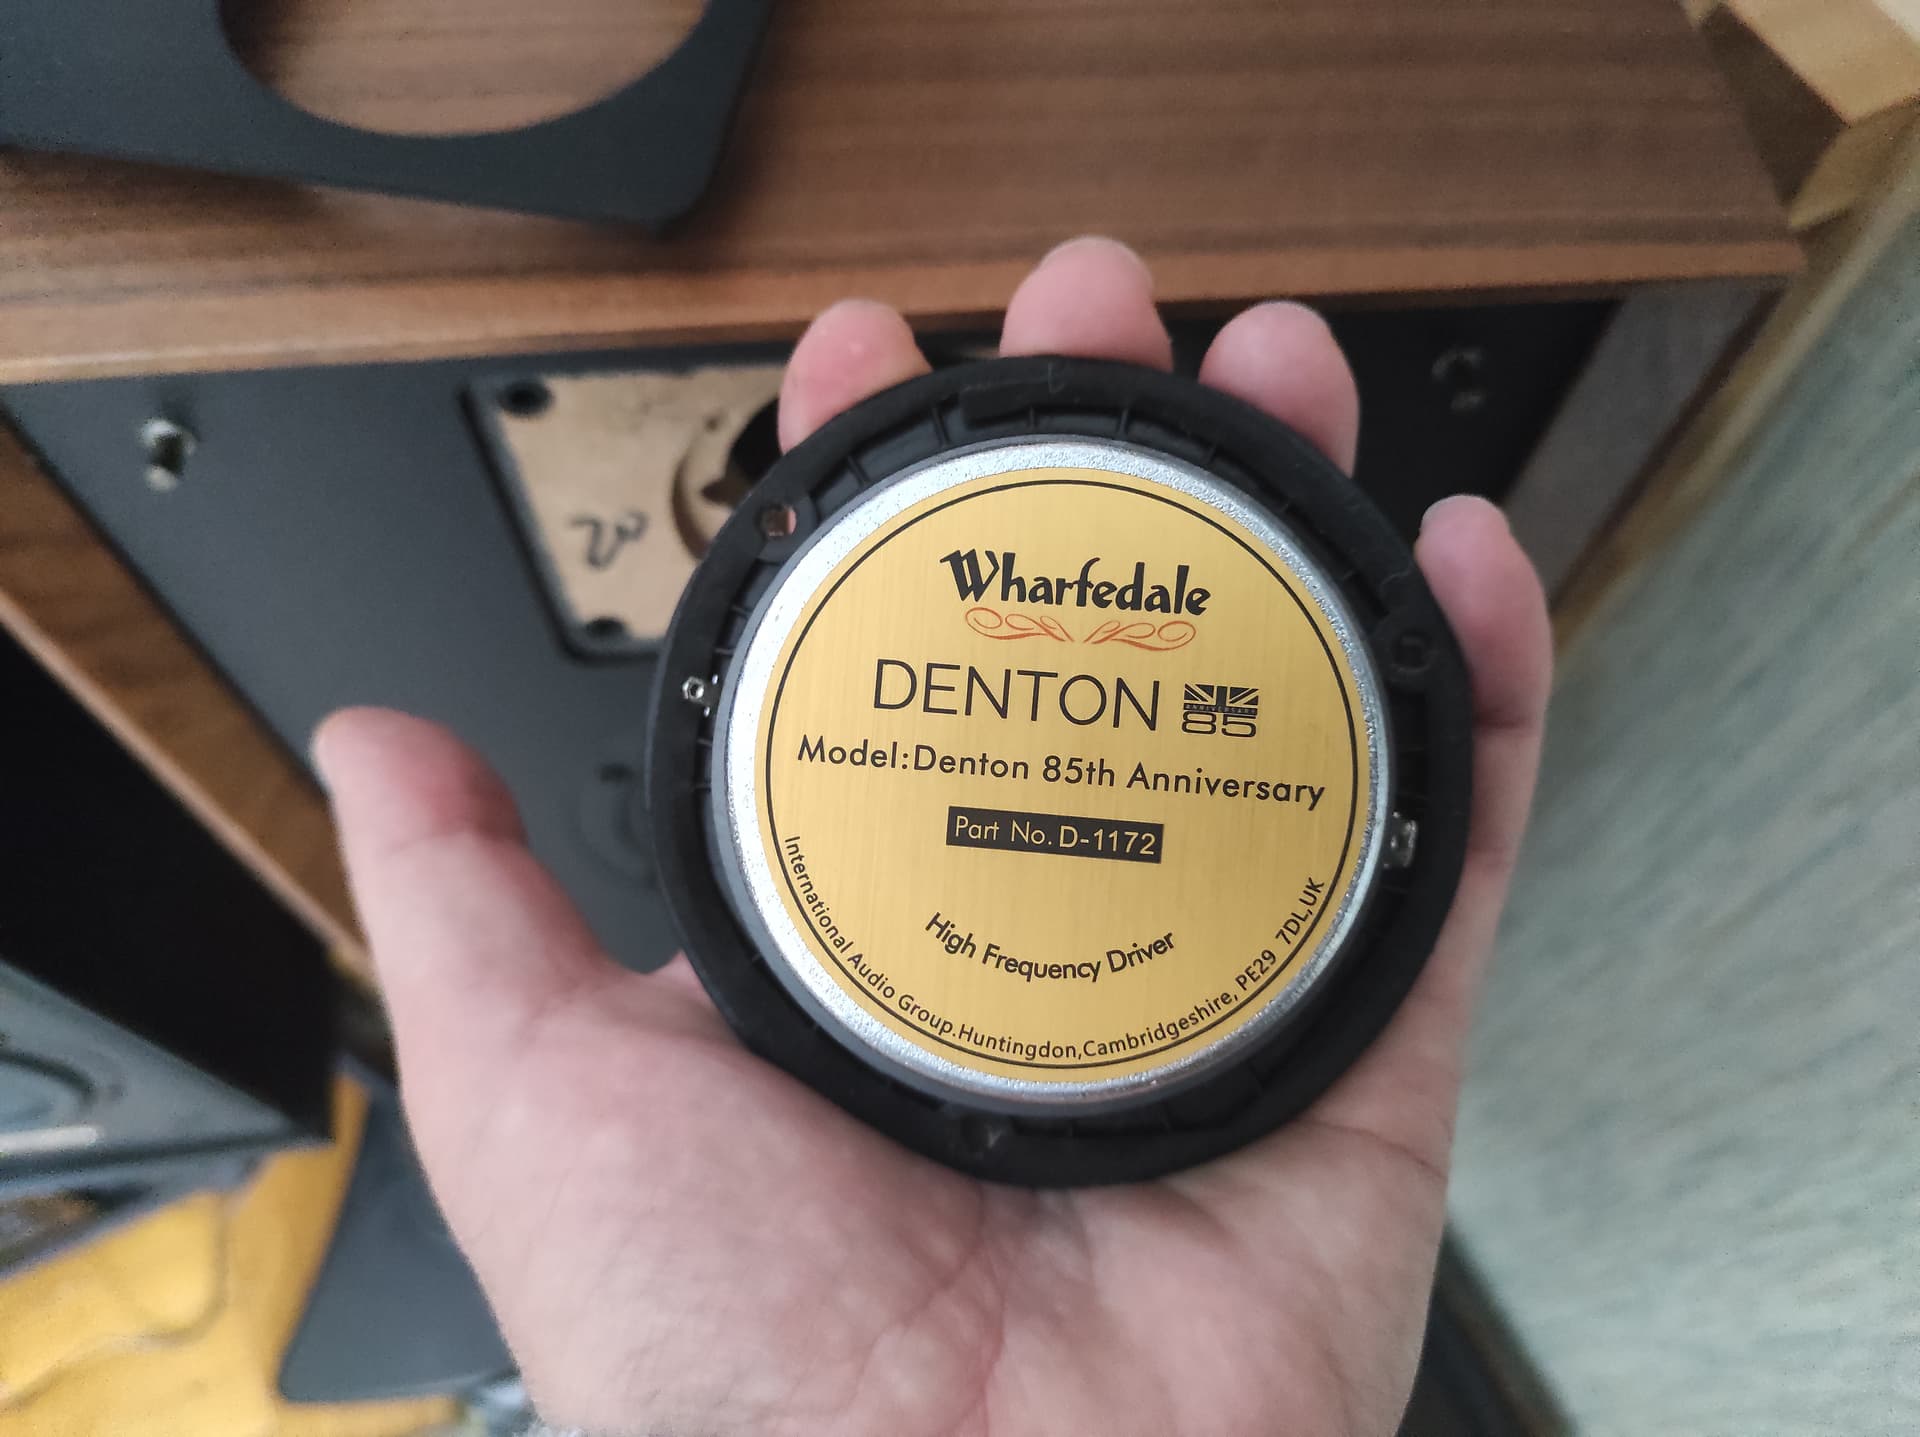 Wharfedale
DENTON
ANNIVERSARY
85
Model:Denton 85th Anniversary
Part No. D-1172
High Frequency Driver
International Audio Group.Huntingdon,Cambridgeshire, PE29 7DL,UK